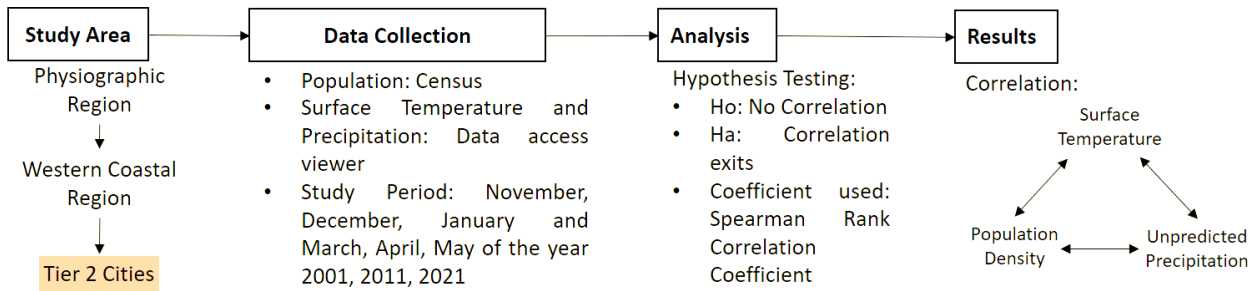 Study Area
Data Collection
Analysis
Results
Physiographic
Region
Western Coastal
Region
Tier 2 Cities
• Population: Census
• Surface Temperature and
Precipitation: Data access
viewer
• Study Period: November,
December, January and
March, April, May of the year
2001, 2011, 2021
Hypothesis Testing:
• Ho: No Correlation
• Ha: Correlation
exits
• Coefficient used:
Spearman Rank
Correlation
Coefficient
Correlation:
Surface
Temperature
Population
Density
Unpredicted
Precipitation